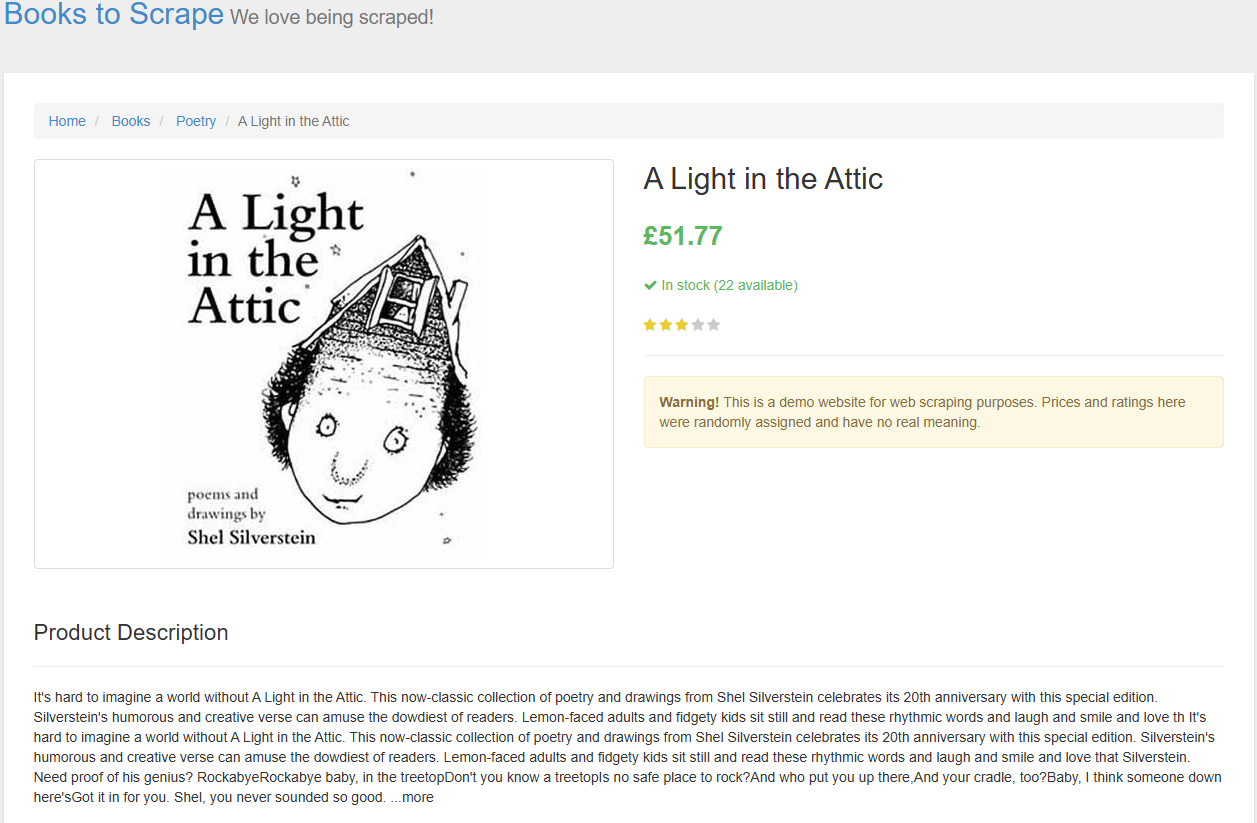 Books to Scrape We love being scraped!
Home / Books / Poetry / A Light in the Attic
A Light
in the
Attic
poems and
drawings by
Shel Silverstein
A Light in the Attic
£51.77
In stock (22 available)
Warning! This is a demo website for web scraping purposes. Prices and ratings here
were randomly assigned and have no real meaning.
Product Description
It's hard to imagine a world without A Light in the Attic. This now-classic collection of poetry and drawings from Shel Silverstein celebrates its 20th anniversary with this special edition.
Silverstein's humorous and creative verse can amuse the dowdiest of readers. Lemon-faced adults and fidgety kids sit still and read these rhythmic words and laugh and smile and love th It's
hard to imagine a world without A Light in the Attic. This now-classic collection of poetry and drawings from Shel Silverstein celebrates its 20th anniversary with this special edition. Silverstein's
humorous and creative verse can amuse the dowdiest of readers. Lemon-faced adults and fidgety kids sit still and read these rhythmic words and laugh and smile and love that Silverstein.
Need proof of his genius? RockabyeRockabye baby, in the treetopDon't you know a treetopIs no safe place to rock?And who put you up there,And your cradle, too?Baby, I think someone down
here'sGot it in for you. Shel, you never sounded so good. ...more